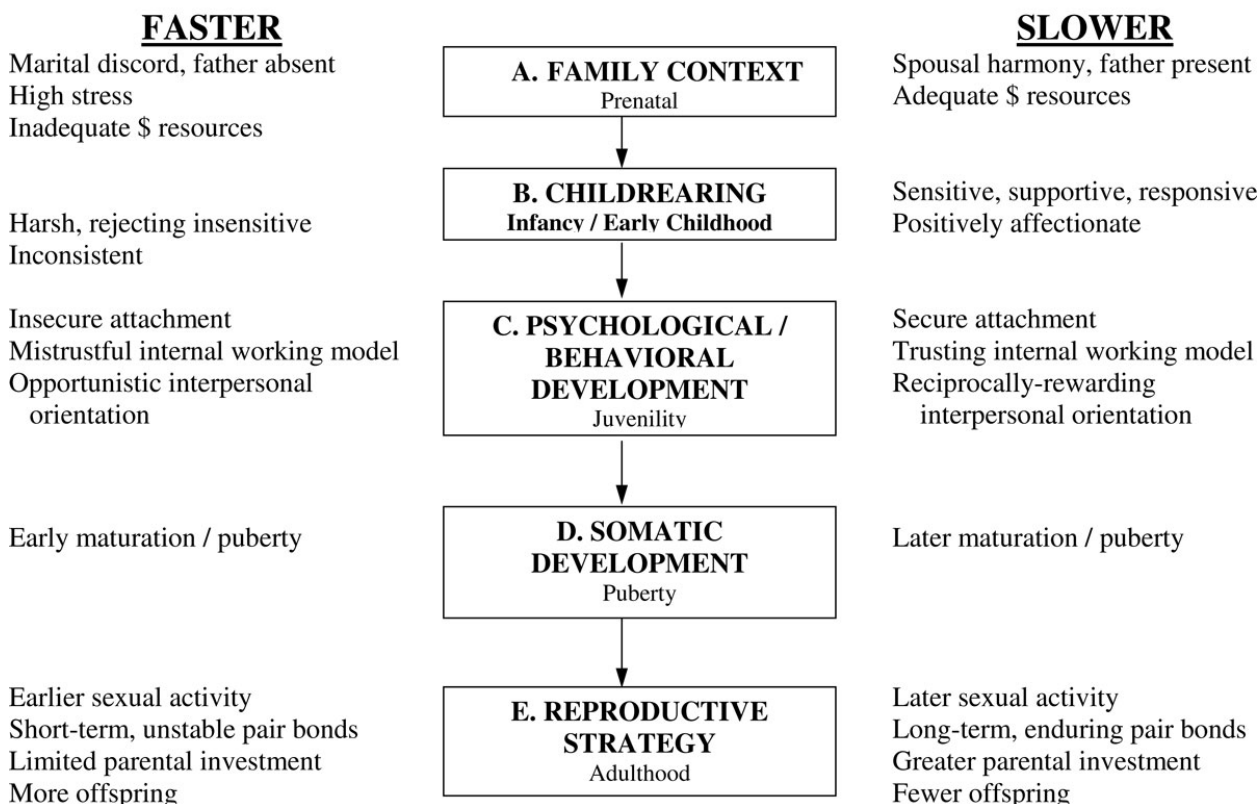 FASTER
Marital discord, father absent
High stress
Inadequate $ resources
A. FAMILY CONTEXT
Prenatal
SLOWER
Spousal harmony, father present
Adequate $ resources
Harsh, rejecting insensitive
Inconsistent
B. CHILDREARING
Infancy / Early Childhood
Sensitive, supportive, responsive
Positively affectionate
Insecure attachment
Mistrustful internal working model
Opportunistic interpersonal
orientation
C. PSYCHOLOGICAL /
BEHAVIORAL
DEVELOPMENT
Juvenility
Secure attachment
Trusting internal working model
Reciprocally-rewarding
interpersonal orientation
Early maturation / puberty
D. SOMATIC
DEVELOPMENT
Puberty
Later maturation / puberty
Earlier sexual activity
Short-term, unstable pair bonds
Limited parental investment
More offspring
E. REPRODUCTIVE
STRATEGY
Adulthood
Later sexual activity
Long-term, enduring pair bonds
Greater parental investment
Fewer offspring